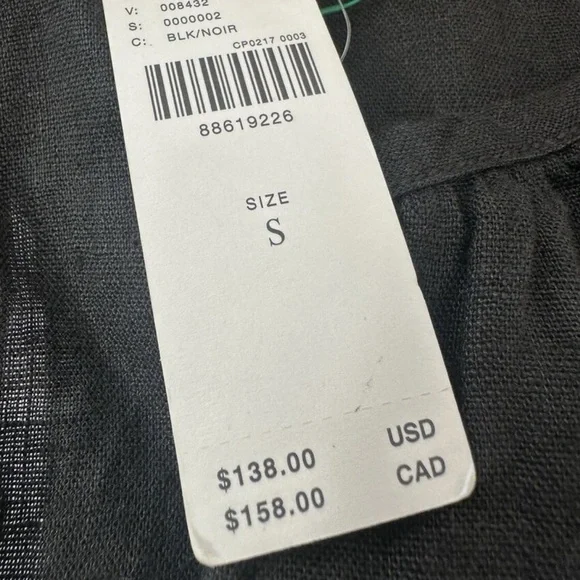 V: 008432
S: 0000002
C: BLK/NOIR
CP0217 0003
88619226
SIZE
S
$138.00 USD
$158.00 CAD